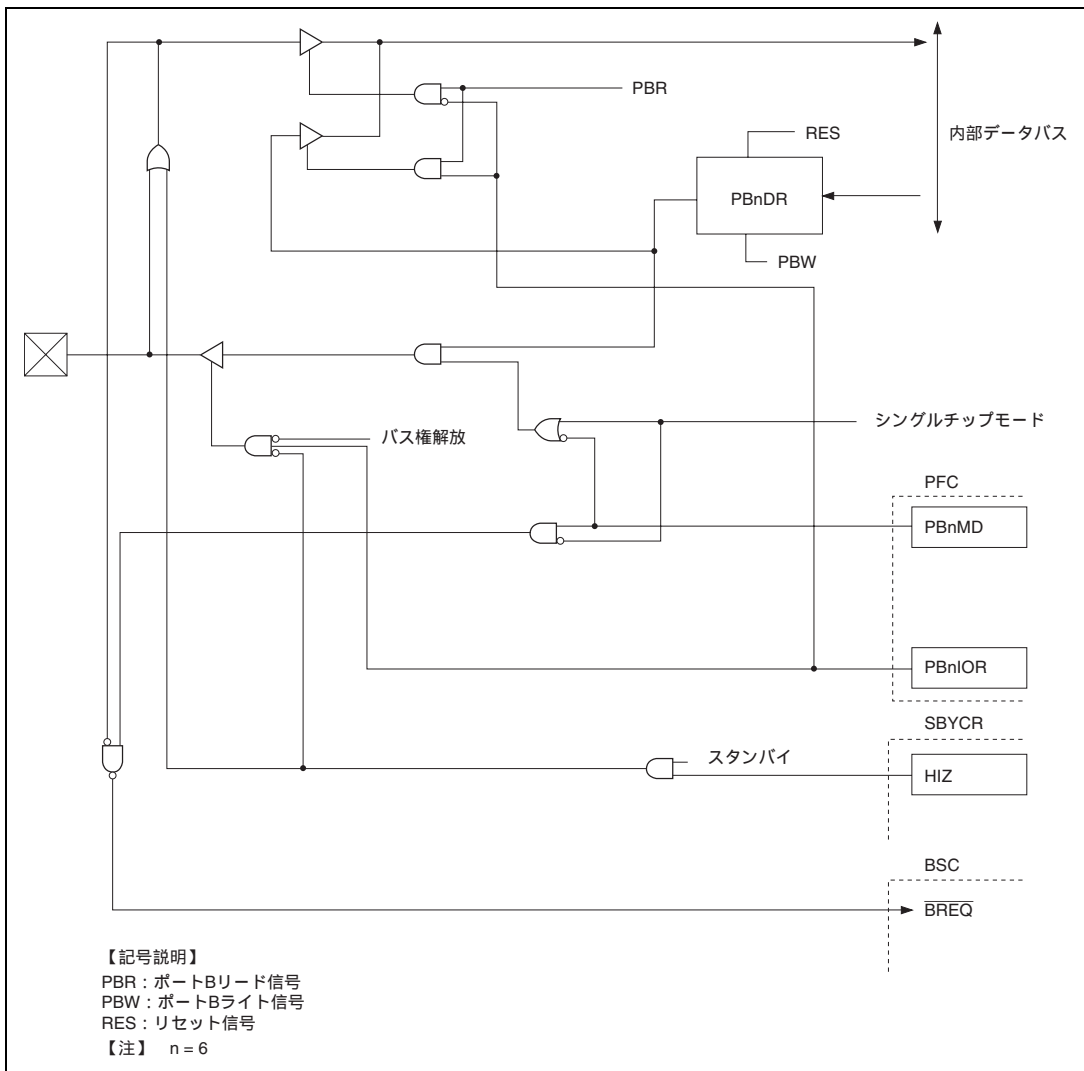 PBR
RES
内部データバス
PBnDR
PBW
シングルチップモード
バス権解放
PFC
PBnMD
PBnIOR
SBYCR
スタンバイ
HIZ
BSC
BREQ
【記号説明】
PBR：ポートBリード信号
PBW：ポートBライト信号
RES：リセット信号
【注】 n = 6